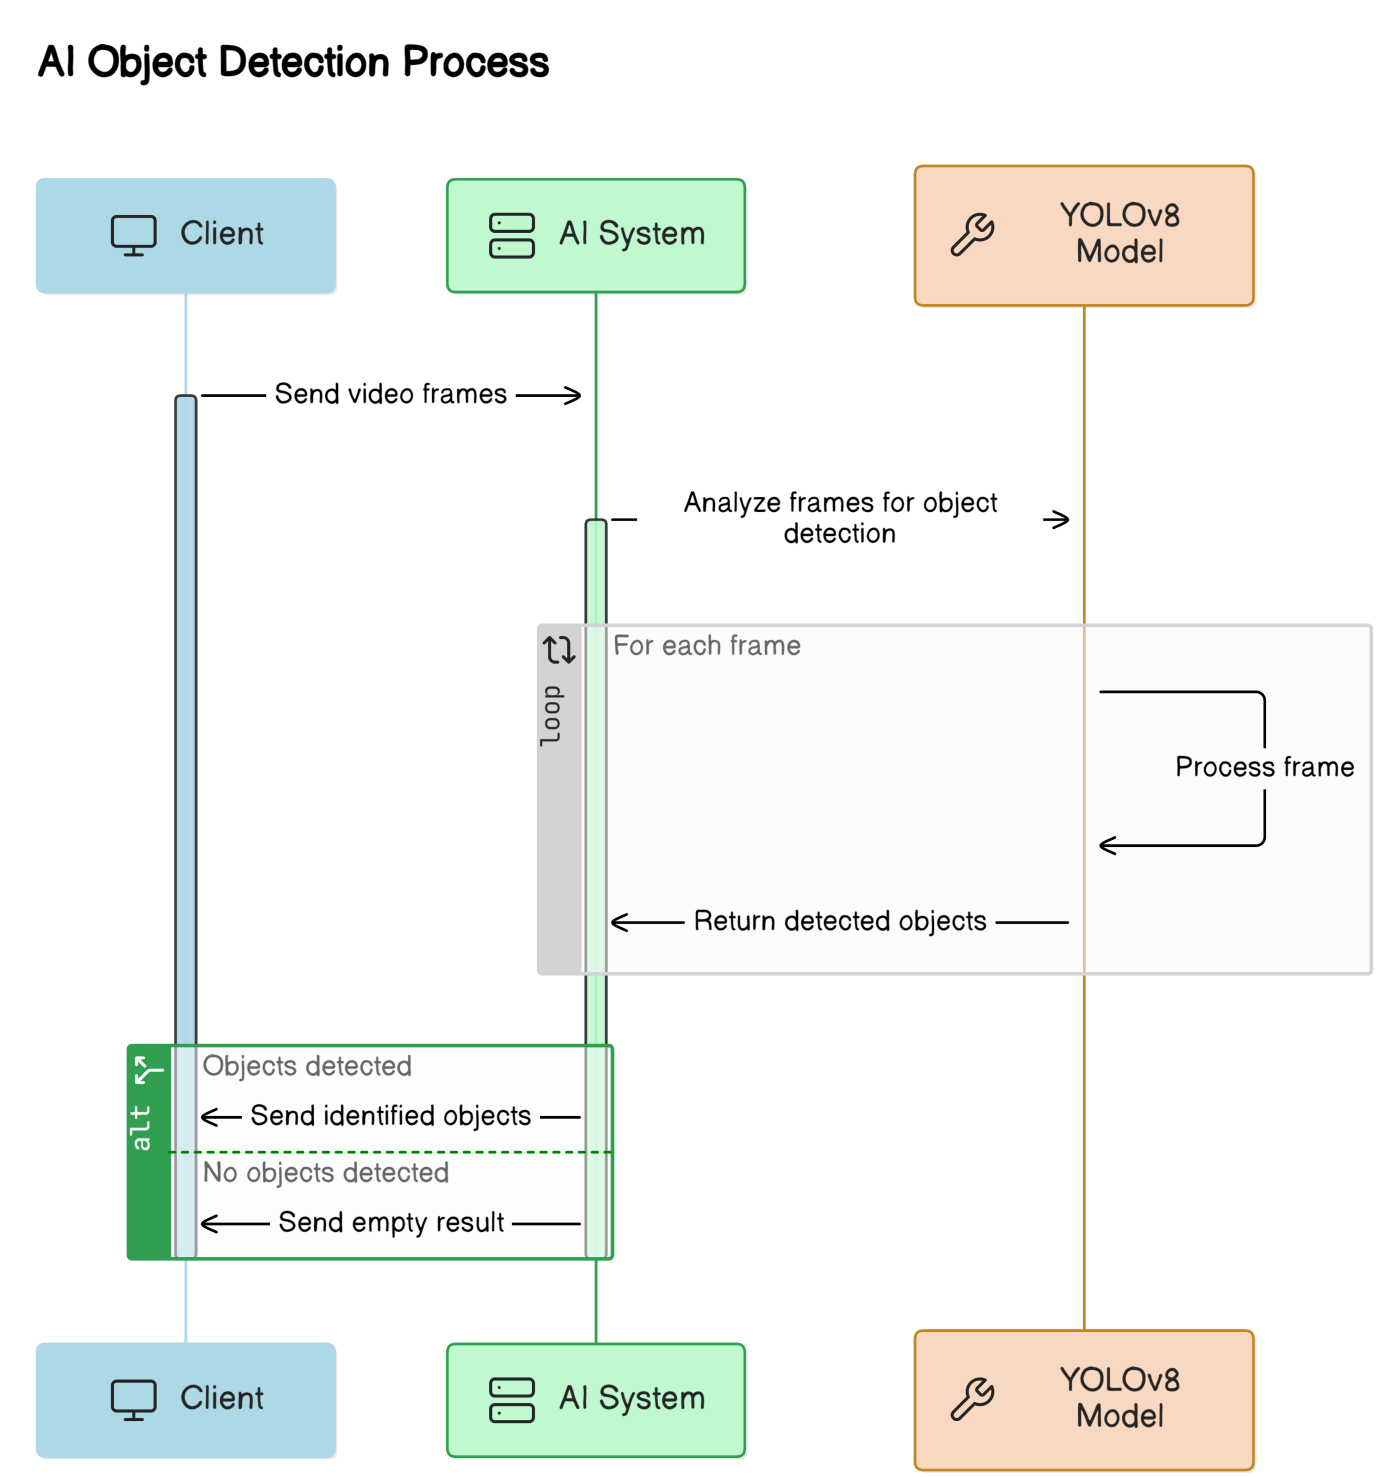 AI Object Detection Process
Client
AI System
YOLOv8
Model
Send video frames
Analyze frames for object
detection
loop
For each frame
Process frame
Return detected objects
alt
Objects detected
Send identified objects
No objects detected
Send empty result
Client
AI System
YOLOv8
Model